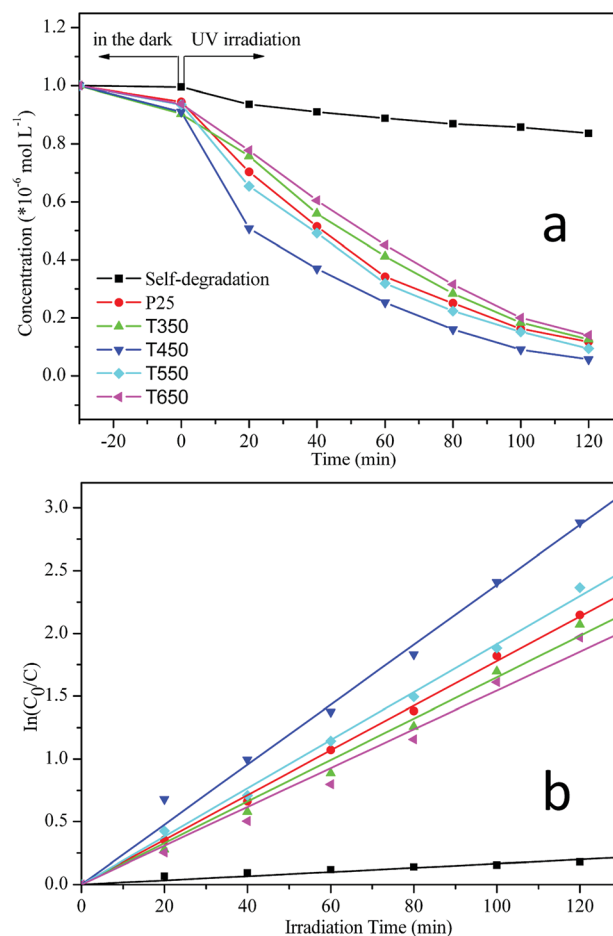 1.2
1.0
0.8
0.6
0.4
0.2
0.0
Concentration (*10⁻⁶ mol L⁻¹)
in the dark
UV irradiation
a
Self-degradation
P25
T350
T450
T550
T650
-20 0 20 40 60 80 100 120
Time (min)
3.0
2.5
2.0
1.5
1.0
0.5
0.0
ln(C₀/C)
b
0 20 40 60 80 100 120
Irradiation Time (min)